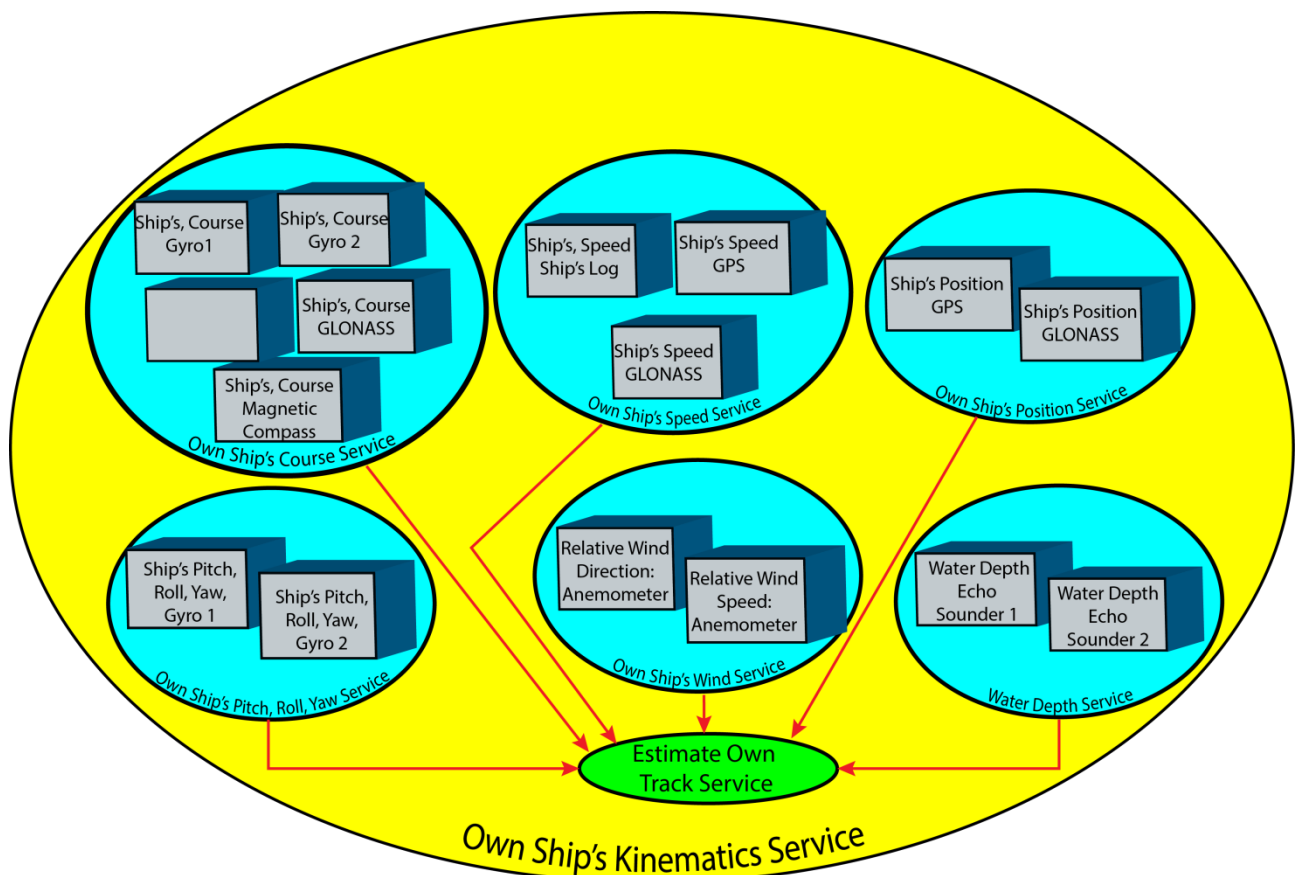 Ship's, Course
Gyro1
Ship's, Course
Gyro 2
Ship's, Course
GLONASS
Ship's, Course
Magnetic
Compass
Own Ship's Course Service
Ship's, Speed
Ship's Log
Ship's Speed
GPS
Ship's Speed
GLONASS
Own Ship's Speed Service
Ship's Position
GPS
Ship's Position
GLONASS
Own Ship's Position Service
Ship's Pitch,
Roll, Yaw,
Gyro 1
Ship's Pitch,
Roll, Yaw,
Gyro 2
Own Ship's Pitch, Roll, Yaw Service
Relative Wind
Direction:
Anemometer
Relative Wind
Speed:
Anemometer
Own Ship's Wind Service
Water Depth
Echo
Sounder 1
Water Depth
Echo
Sounder 2
Water Depth Service
Estimate Own
Track Service
Own Ship's Kinematics Service